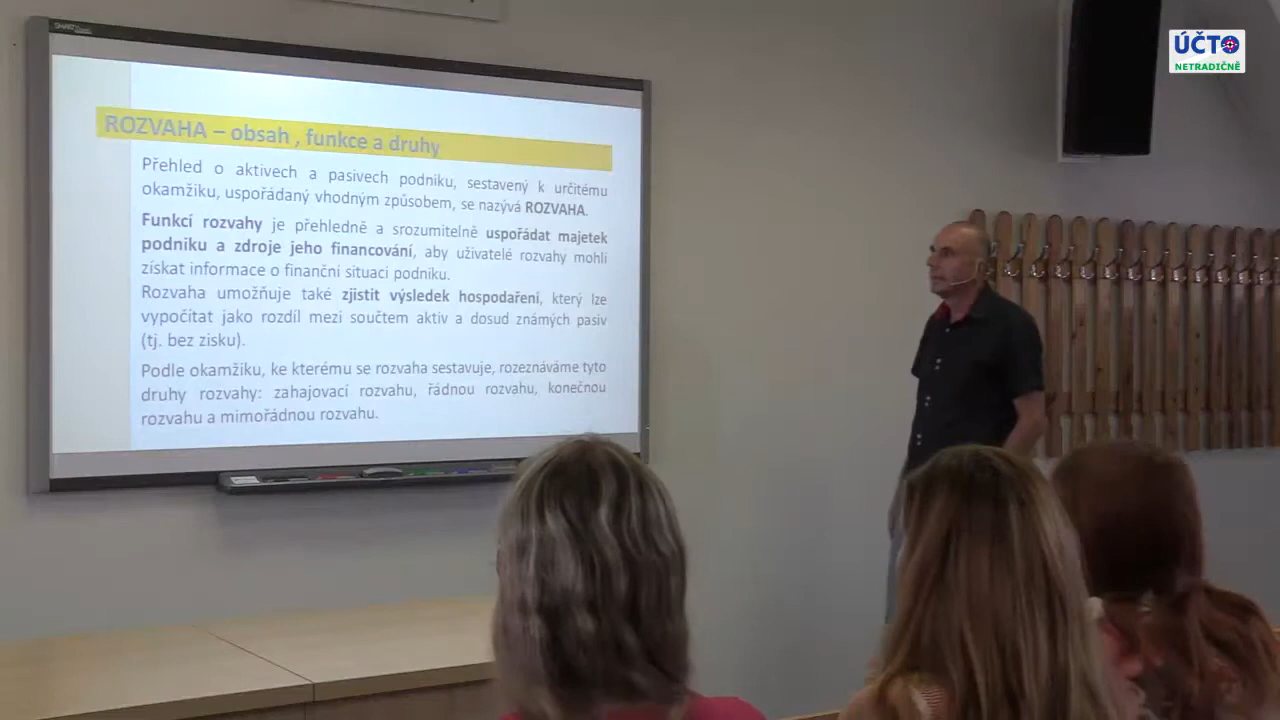 SMART
ÚČTO
NETRADIČNĚ
ROZVAHA – obsah , funkce a druhy
Přehled o aktivech a pasivech podniku, sestavený k určitému
okamžiku, uspořádaný vhodným způsobem, se nazývá ROZVAHA.
Funkcí rozvahy je přehledně a srozumitelně uspořádat majetek
podniku a zdroje jeho financování, aby uživatelé rozvahy mohli
získat informace o finanční situaci podniku.
Rozvaha umožňuje také zjistit výsledek hospodaření, který lze
vypočítat jako rozdíl mezi součtem aktiv a dosud známých pasiv
(tj. bez zisku).
Podle okamžiku, ke kterému se rozvaha sestavuje, rozeznáváme tyto
druhy rozvahy: zahajovací rozvahu, řádnou rozvahu, konečnou
rozvahu a mimořádnou rozvahu.